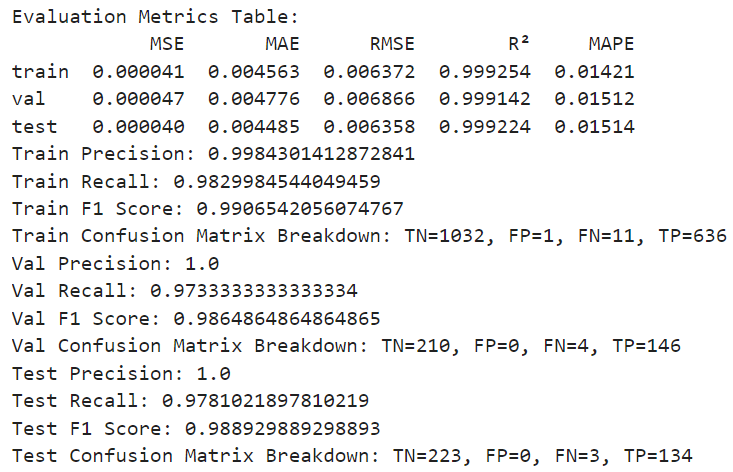 Evaluation Metrics Table:
MSE MAE RMSE R² MAPE
train 0.000041 0.004563 0.006372 0.999254 0.01421
val 0.000047 0.004776 0.006866 0.999142 0.01512
test 0.000040 0.004485 0.006358 0.999224 0.01514
Train Precision: 0.9984301412872841
Train Recall: 0.9829984544049459
Train F1 Score: 0.9906542056074767
Train Confusion Matrix Breakdown: TN=1032, FP=1, FN=11, TP=636
Val Precision: 1.0
Val Recall: 0.9733333333333334
Val F1 Score: 0.9864864864864865
Val Confusion Matrix Breakdown: TN=210, FP=0, FN=4, TP=146
Test Precision: 1.0
Test Recall: 0.9781021897810219
Test F1 Score: 0.988929889298893
Test Confusion Matrix Breakdown: TN=223, FP=0, FN=3, TP=134